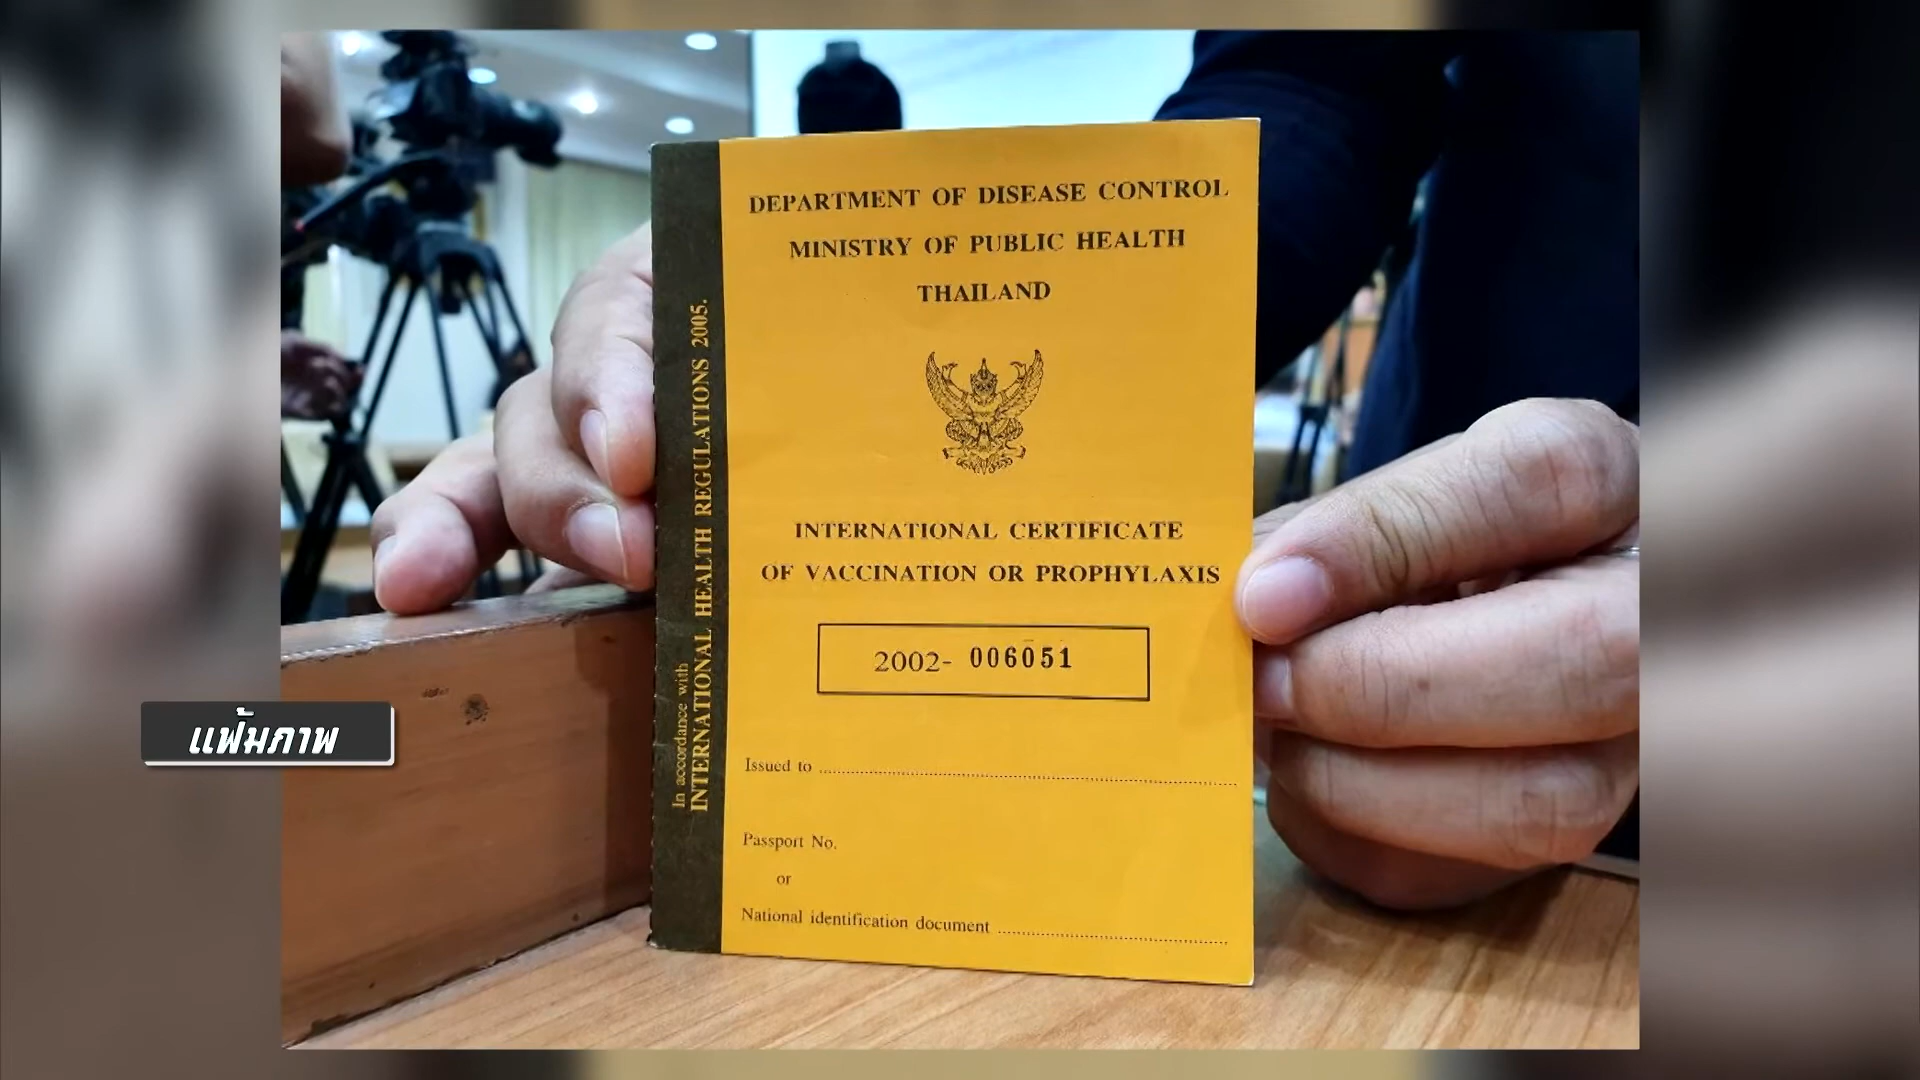 DEPARTMENT OF DISEASE CONTROL
MINISTRY OF PUBLIC HEALTH
THAILAND
In accordance with
INTERNATIONAL HEALTH REGULATIONS 2005.
INTERNATIONAL CERTIFICATE
OF VACCINATION OR PROPHYLAXIS
2002- 006051
Issued to
Passport No.
or
National identification document
แฟ้มภาพ